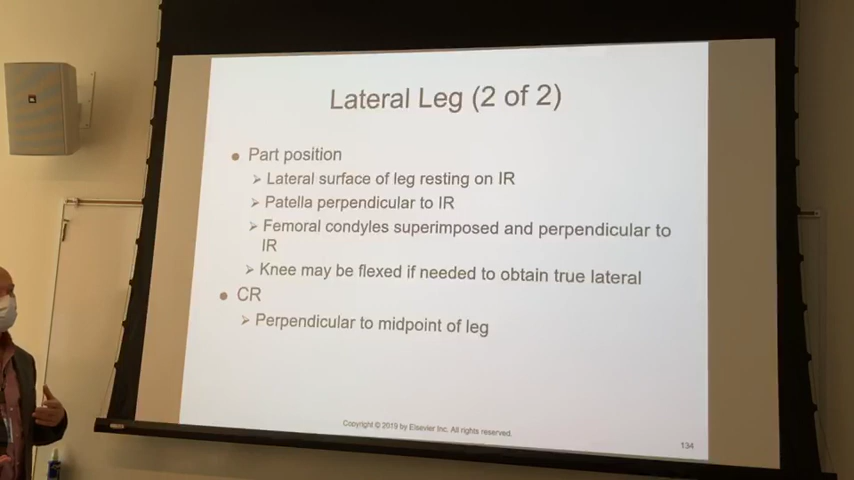 Lateral Leg (2 of 2)
● Part position
➤ Lateral surface of leg resting on IR
➤ Patella perpendicular to IR
➤ Femoral condyles superimposed and perpendicular to
IR
➤ Knee may be flexed if needed to obtain true lateral
● CR
➤ Perpendicular to midpoint of leg
Copyright © 2019 by Elsevier Inc. All rights reserved.
134